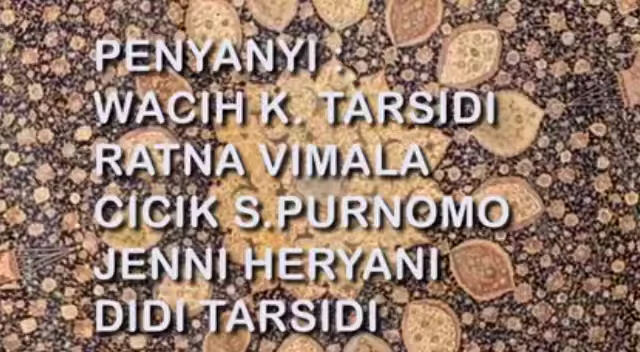 PENYANYI :
WACIH K. TARSIDI
RATNA VIMALA
CICIK S.PURNOMO
JENNI HERYANI
DIDI TARSIDI